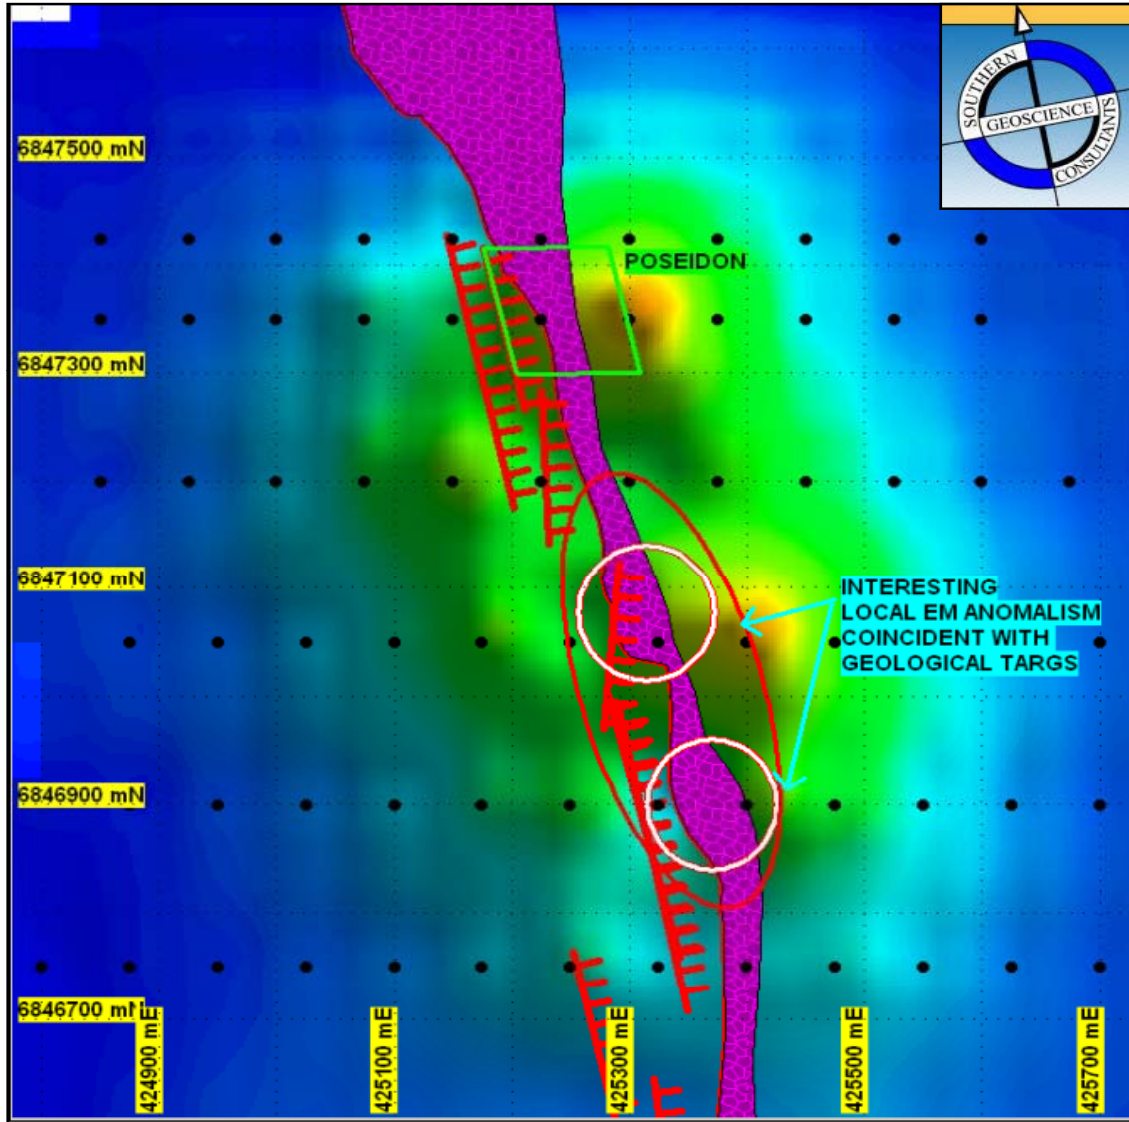 SOUTHERN
GEOSCIENCE
CONSULTANTS
6847500 mN
POSEIDON
6847300 mN
6847100 mN
INTERESTING
LOCAL EM ANOMALISM
COINCIDENT WITH
GEOLOGICAL TARGS
6846900 mN
6846700 mN
424900 mE
425100 mE
425300 mE
425500 mE
425700 mE